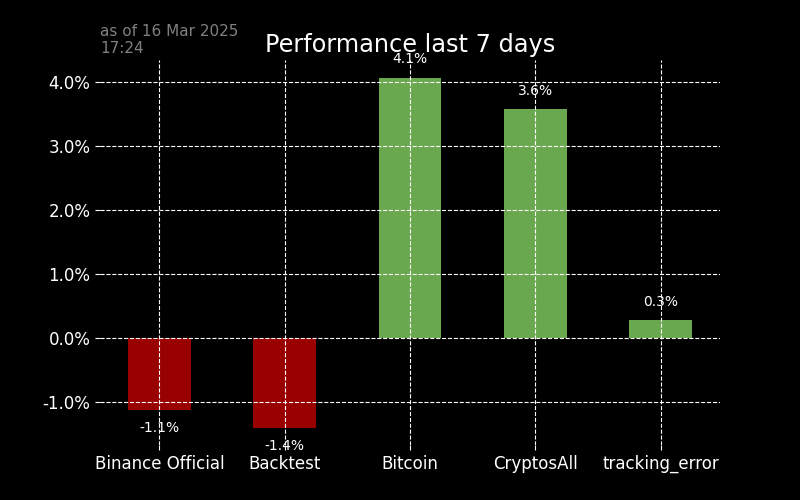 as of 16 Mar 2025
17:24
Performance last 7 days
4.0%
3.0%
2.0%
1.0%
0.0%
-1.0%
-1.1%
-1.4%
4.1%
3.6%
0.3%
Binance Official
Backtest
Bitcoin
CryptosAll
tracking_error